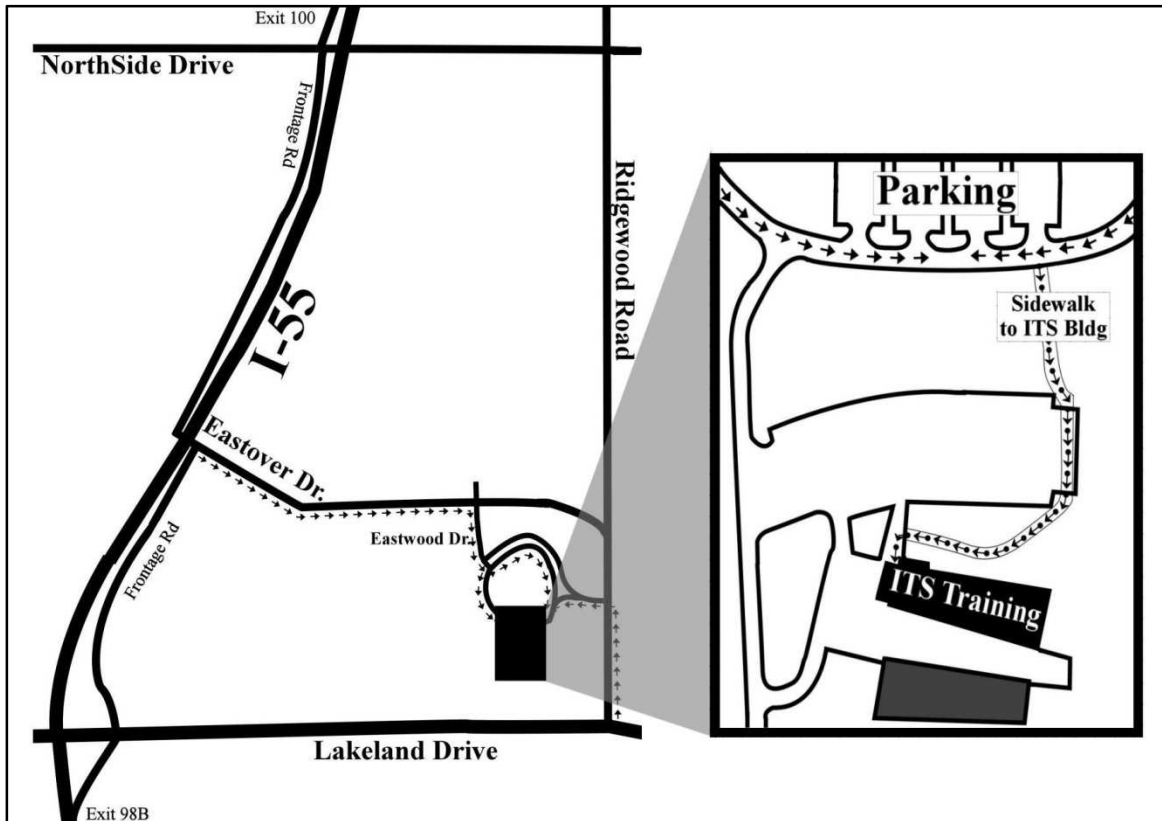 Exit 100
NorthSide Drive
Frontage Rd
I-55
Ridgewood Road
Eastover Dr.
Eastwood Dr.
Frontage Rd
Lakeland Drive
Exit 98B
Parking
Sidewalk
to ITS Bldg
ITS Training